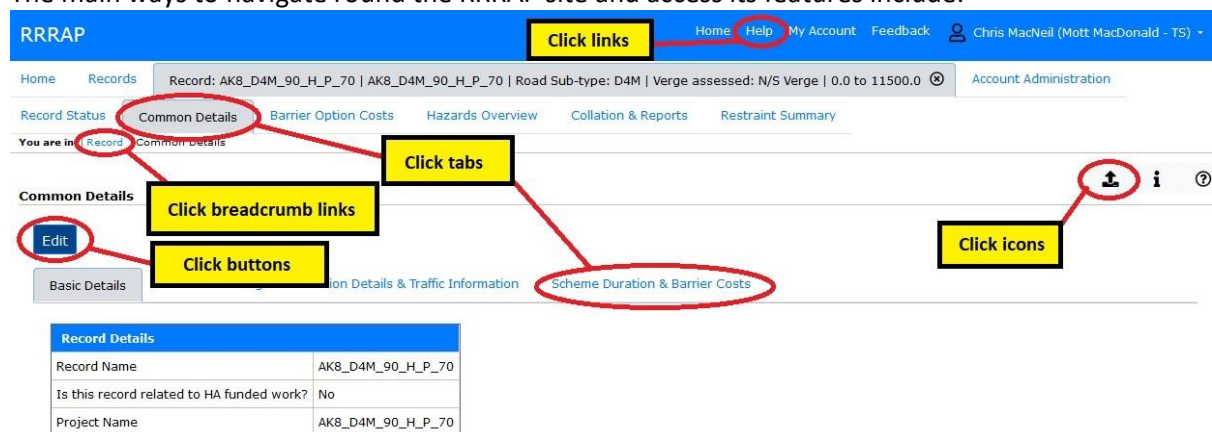 The main ways to navigate round the RRRAP site and access its features include:
RRRAP
Click links
Home Help My Account Feedback Chris MacNeil (Mott MacDonald - TS)
Home Records Record: AK8_D4M_90_H_P_70 | AK8_D4M_90_H_P_70 | Road Sub-type: D4M | Verge assessed: N/S Verge | 0.0 to 11500.0 Account Administration
Record Status Common Details Barrier Option Costs Hazards Overview Collation & Reports Restraint Summary
You are in Record Common Details
Click tabs
Common Details
Click breadcrumb links
Edit
Click buttons
Click icons
Basic Details ion Details & Traffic Information Scheme Duration & Barrier Costs
Record Details
Record Name AK8_D4M_90_H_P_70
Is this record related to HA funded work? No
Project Name AK8_D4M_90_H_P_70